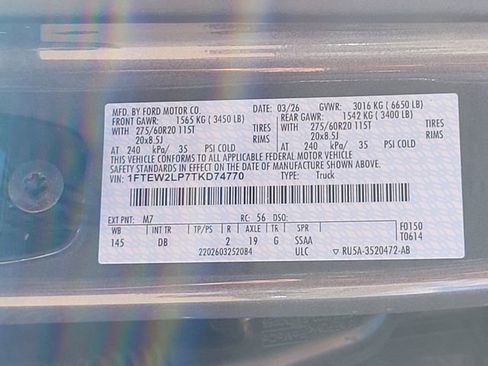 MFD. BY FORD MOTOR CO. DATE: 03/26 GVWR: 3016 KG ( 6650 LB)
FRONT GAWR: 1565 KG ( 3450 LB) REAR GAWR: 1542 KG ( 3400 LB)
WITH 275/60R20 115T TIRES WITH 275/60R20 115T TIRES
20x8.5J RIMS 20x8.5J RIMS
AT 240 kPa/ 35 PSI COLD AT 240 kPa/ 35 PSI COLD
THIS VEHICLE CONFORMS TO ALL APPLICABLE FEDERAL MOTOR VEHICLE
SAFETY STANDARDS IN EFFECT ON THE DATE OF MANUFACTURE SHOWN ABOVE.
VIN: 1FTEW2LP7TKD74770 TYPE: Truck
EXT PNT: M7 RC: 56 DSO:
WB INT TR TP/PS R AXLE TR SPR F0150
145 DB 2 19 G SSAA T0614
2202603252084 ULC ▽ RU5A-3520472-AB